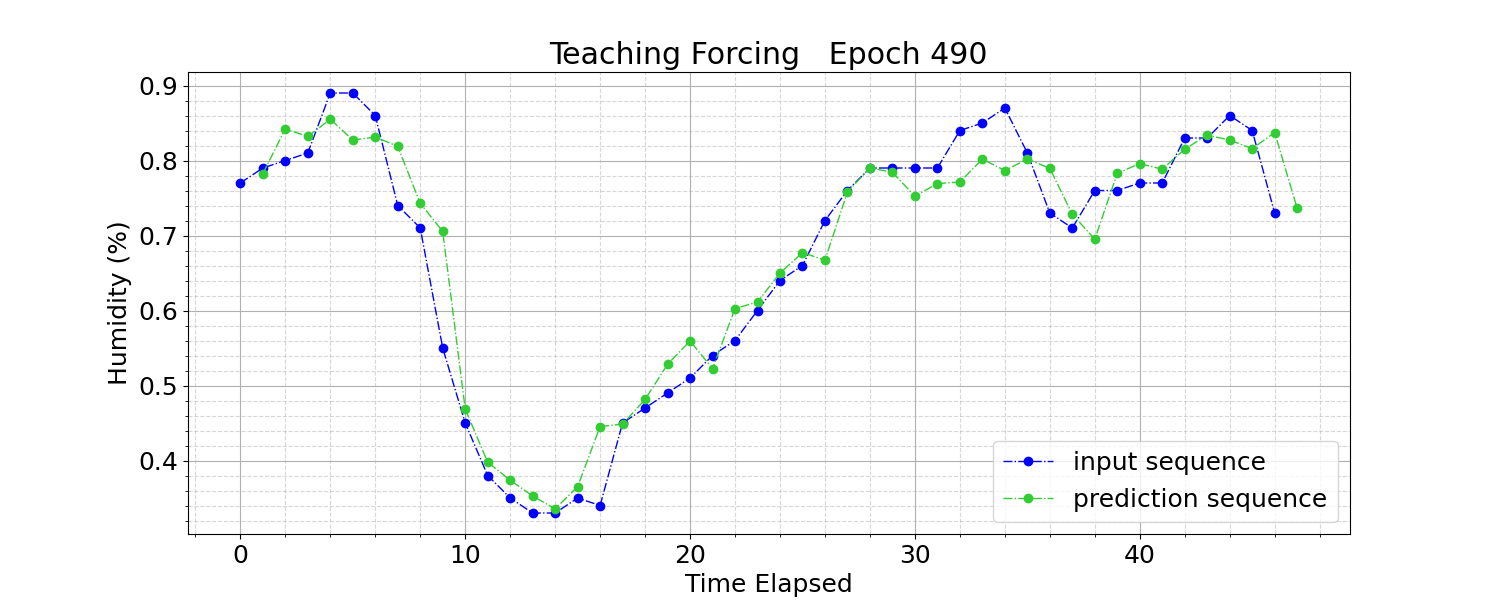 Teaching Forcing   Epoch 490
Humidity (%)
0.9
0.8
0.7
0.6
0.5
0.4
0 10 20 30 40
Time Elapsed
input sequence
prediction sequence